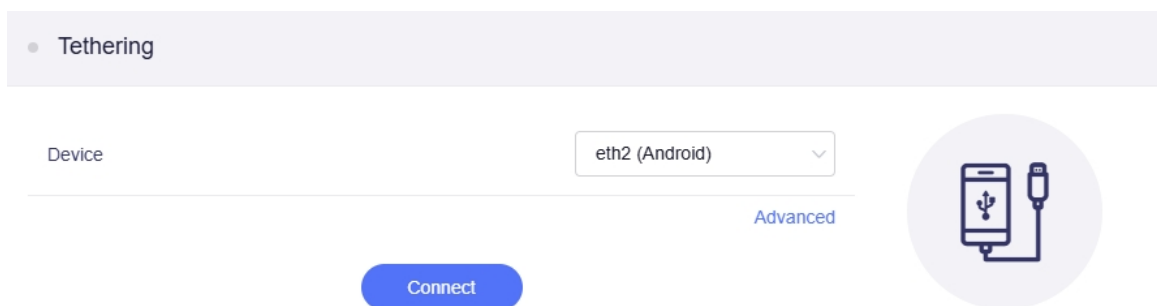 Tethering
Device
eth2 (Android)
Advanced
Connect